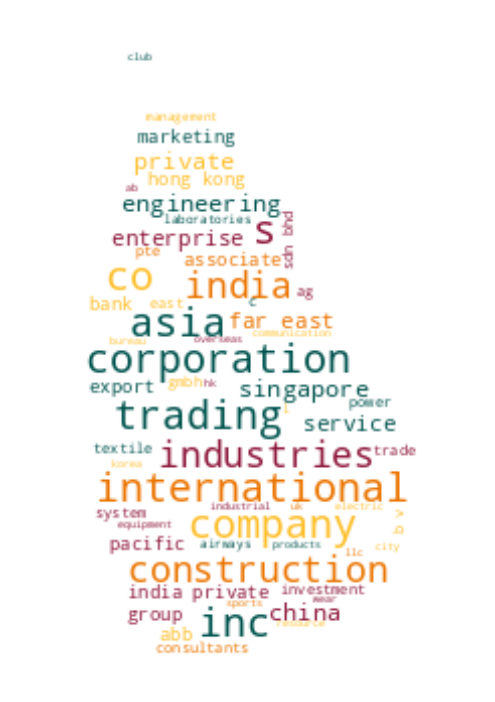 club
management
marketing
private
hong kong
ab
engineering
laboratories
enterprise s sdn bhd
pte associate
co india ag
bank east c
asia far east
bureau overseas communication
corporation
export gmbh hk singapore
power
trading l service
textile industries trade
korea
international
system industrial uk electric
equipment company b v
pacific airways products city
llc
construction
india private investment
sports wear
group inc china
resource
abb
consultants